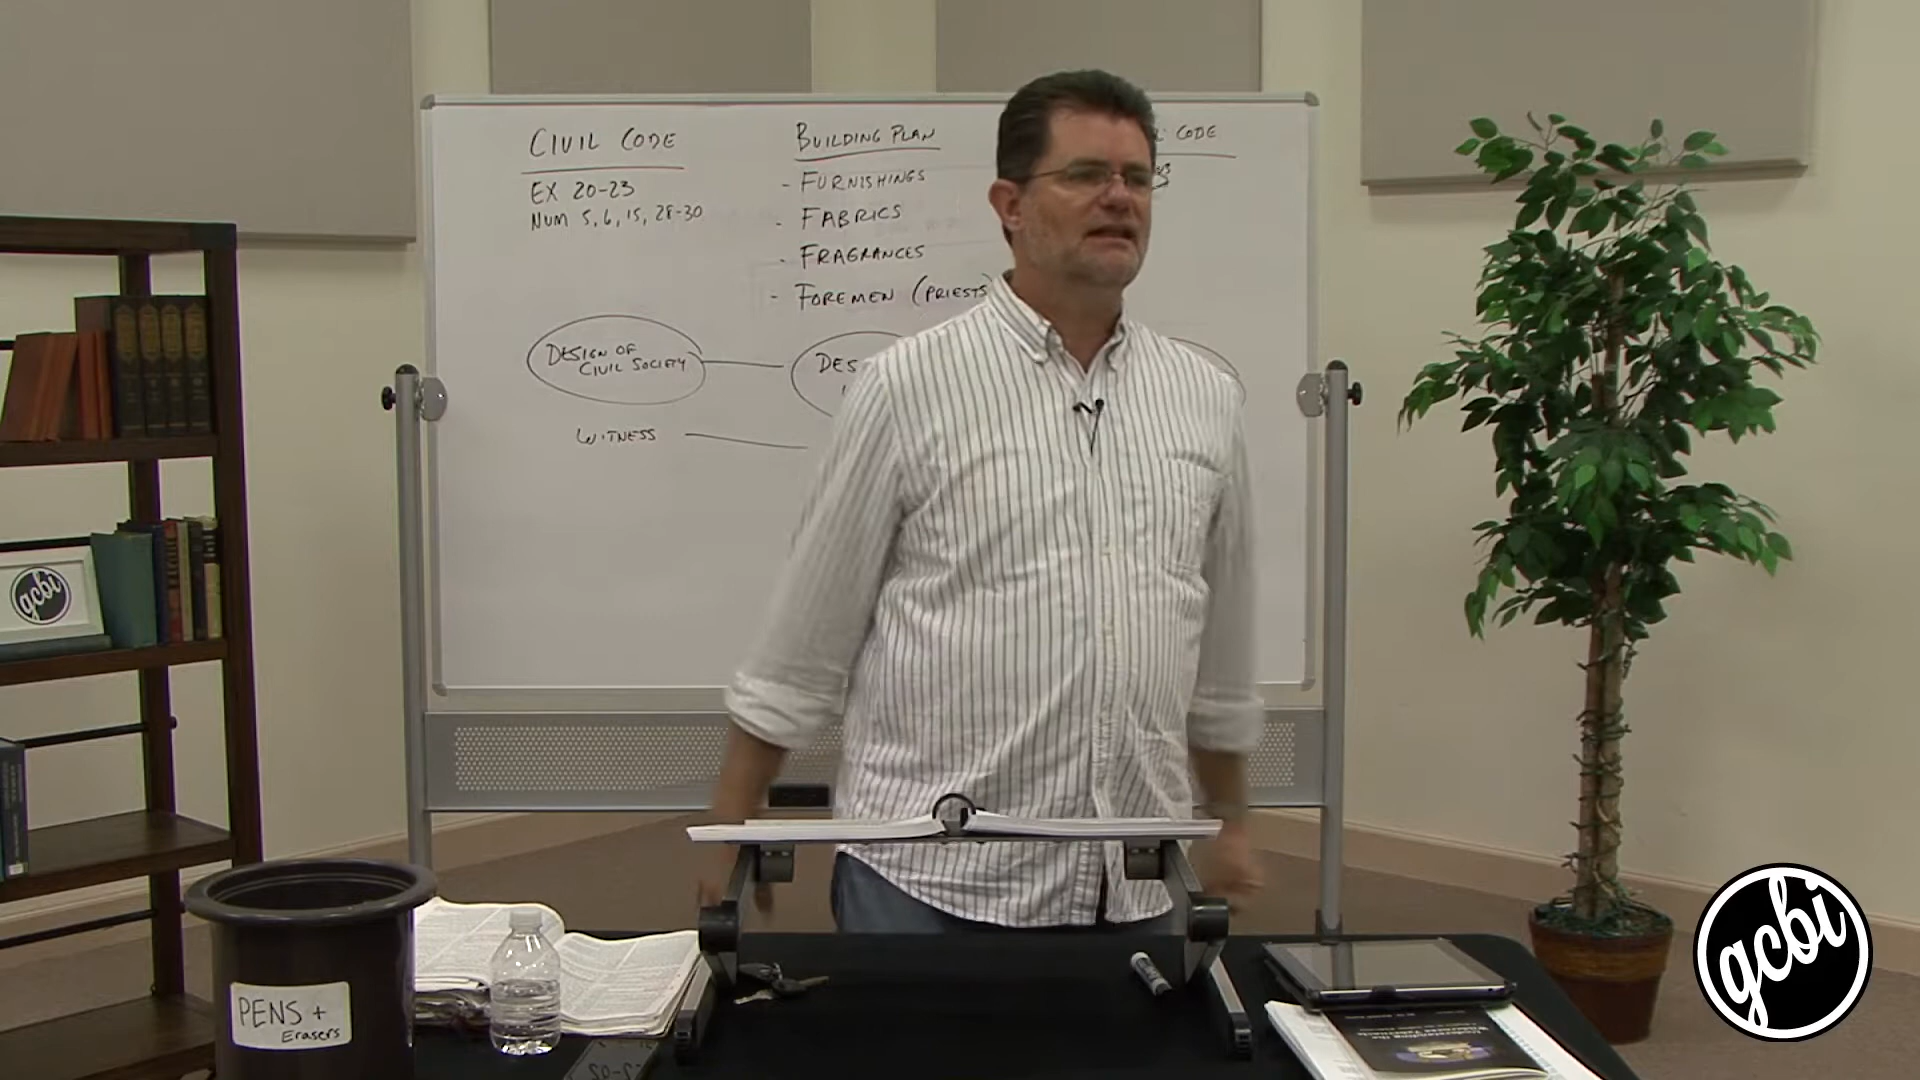 CIVIL CODE
EX 20-23
NUM 5, 6, 15, 28-30
BUILDING PLAN
- FURNISHINGS
- FABRICS
- FRAGRANCES
- FOREMEN (PRIESTS)
CODE
DESIGN OF
CIVIL SOCIETY
DES
WITNESS
gcbi
PENS +
Erasers
gcbi